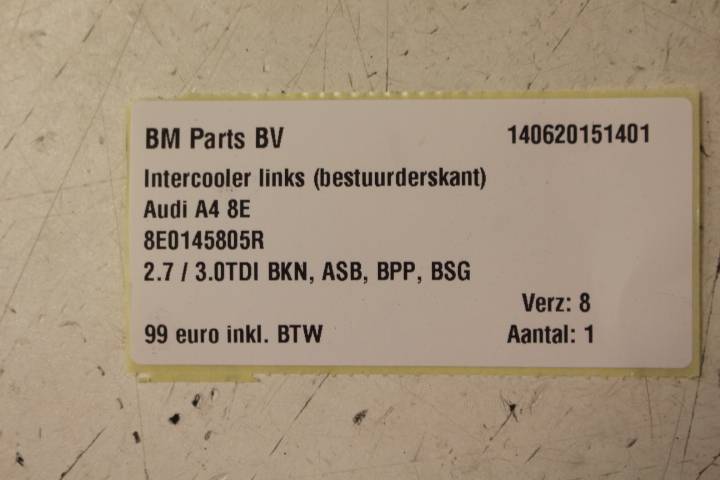 BM Parts BV 140620151401
Intercooler links (bestuurderskant)
Audi A4 8E
8E0145805R
2.7 / 3.0TDI BKN, ASB, BPP, BSG
Verz: 8
99 euro inkl. BTW Aantal: 1